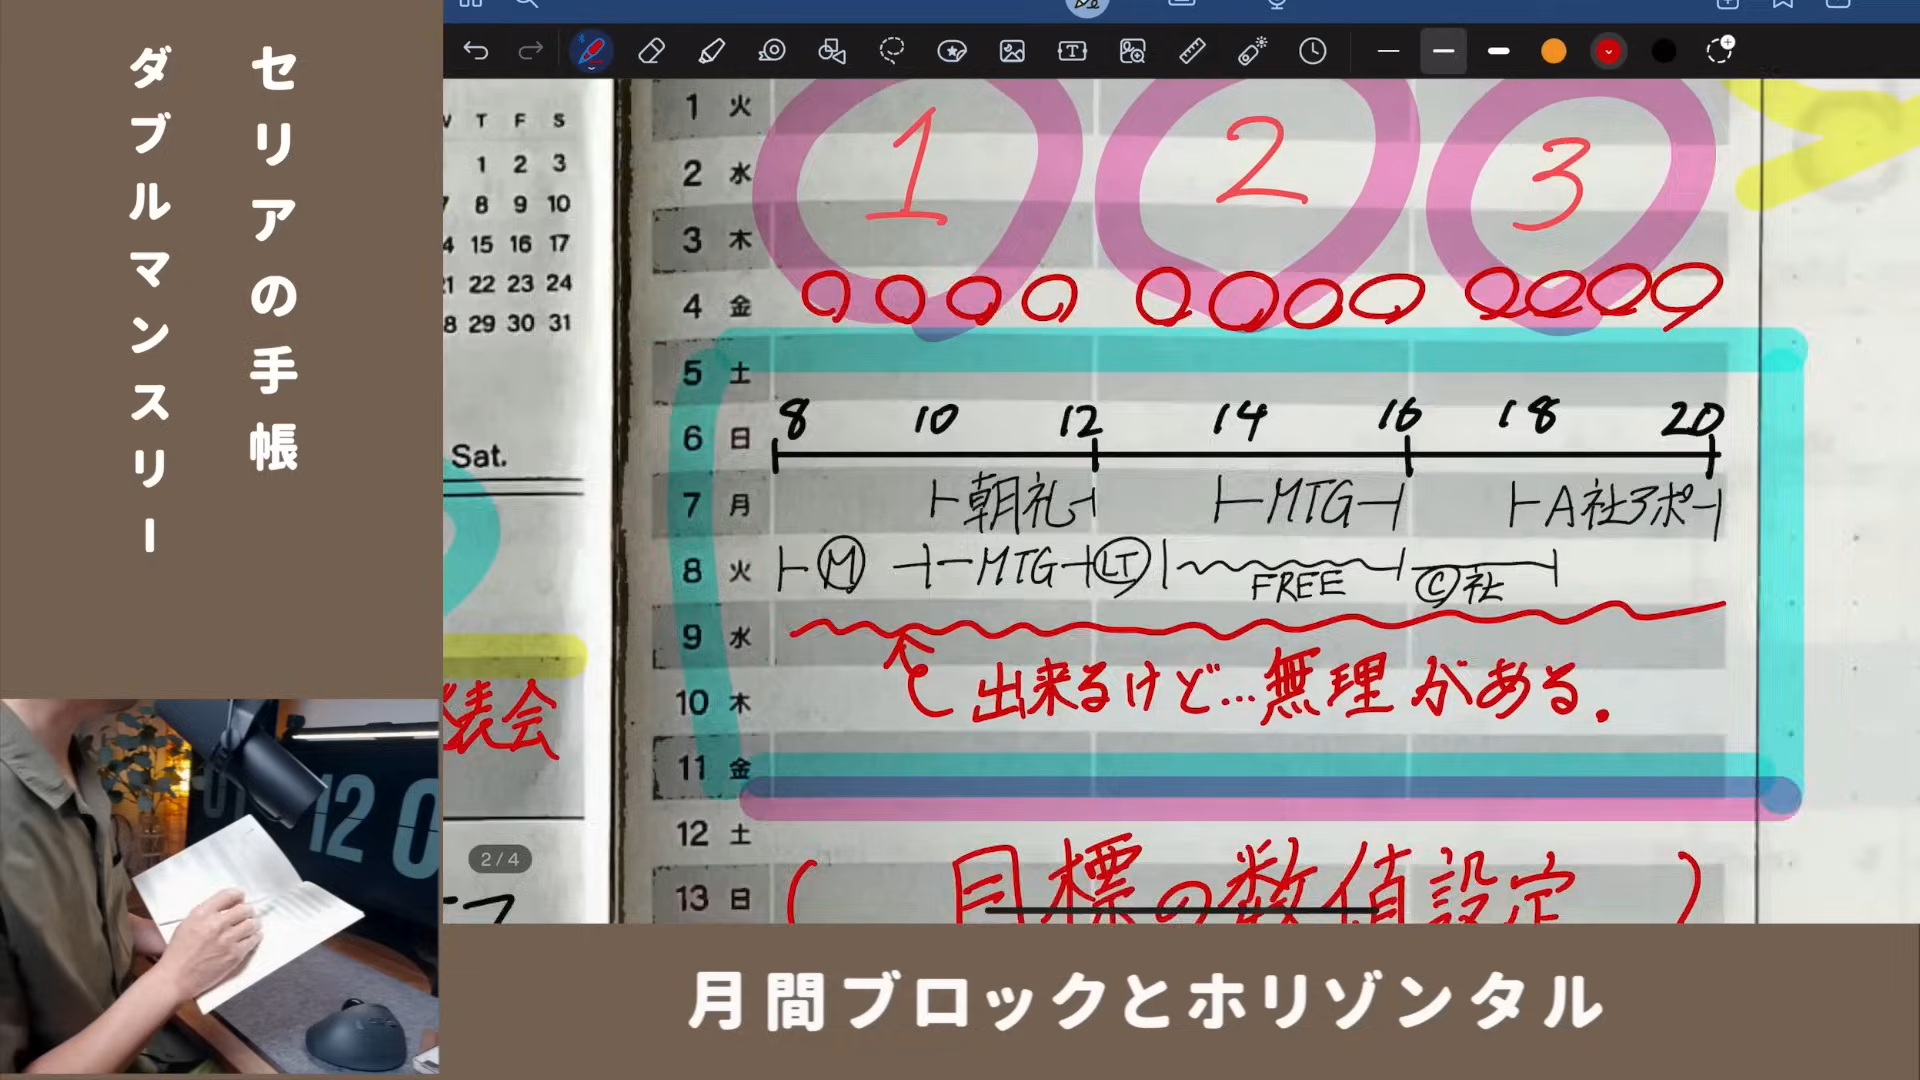 セリアの手帳
ダブルマンスリー
T F S
1 2 3
8 9 10
15 16 17
22 23 24
29 30 31
Sat.
表会
2 / 4
1 火
2 水
3 木
1 2 3
4 金
5 土
8 10 12 14 16 18 20
6 日
7 月 朝礼 MTG A社アポ
8 火 M MTG LT FREE C社
9 水
10 木 出来るけど…無理がある.
11 金
12 土
13 日 ( 目標の数値設定 )
月間ブロックとホリゾンタル